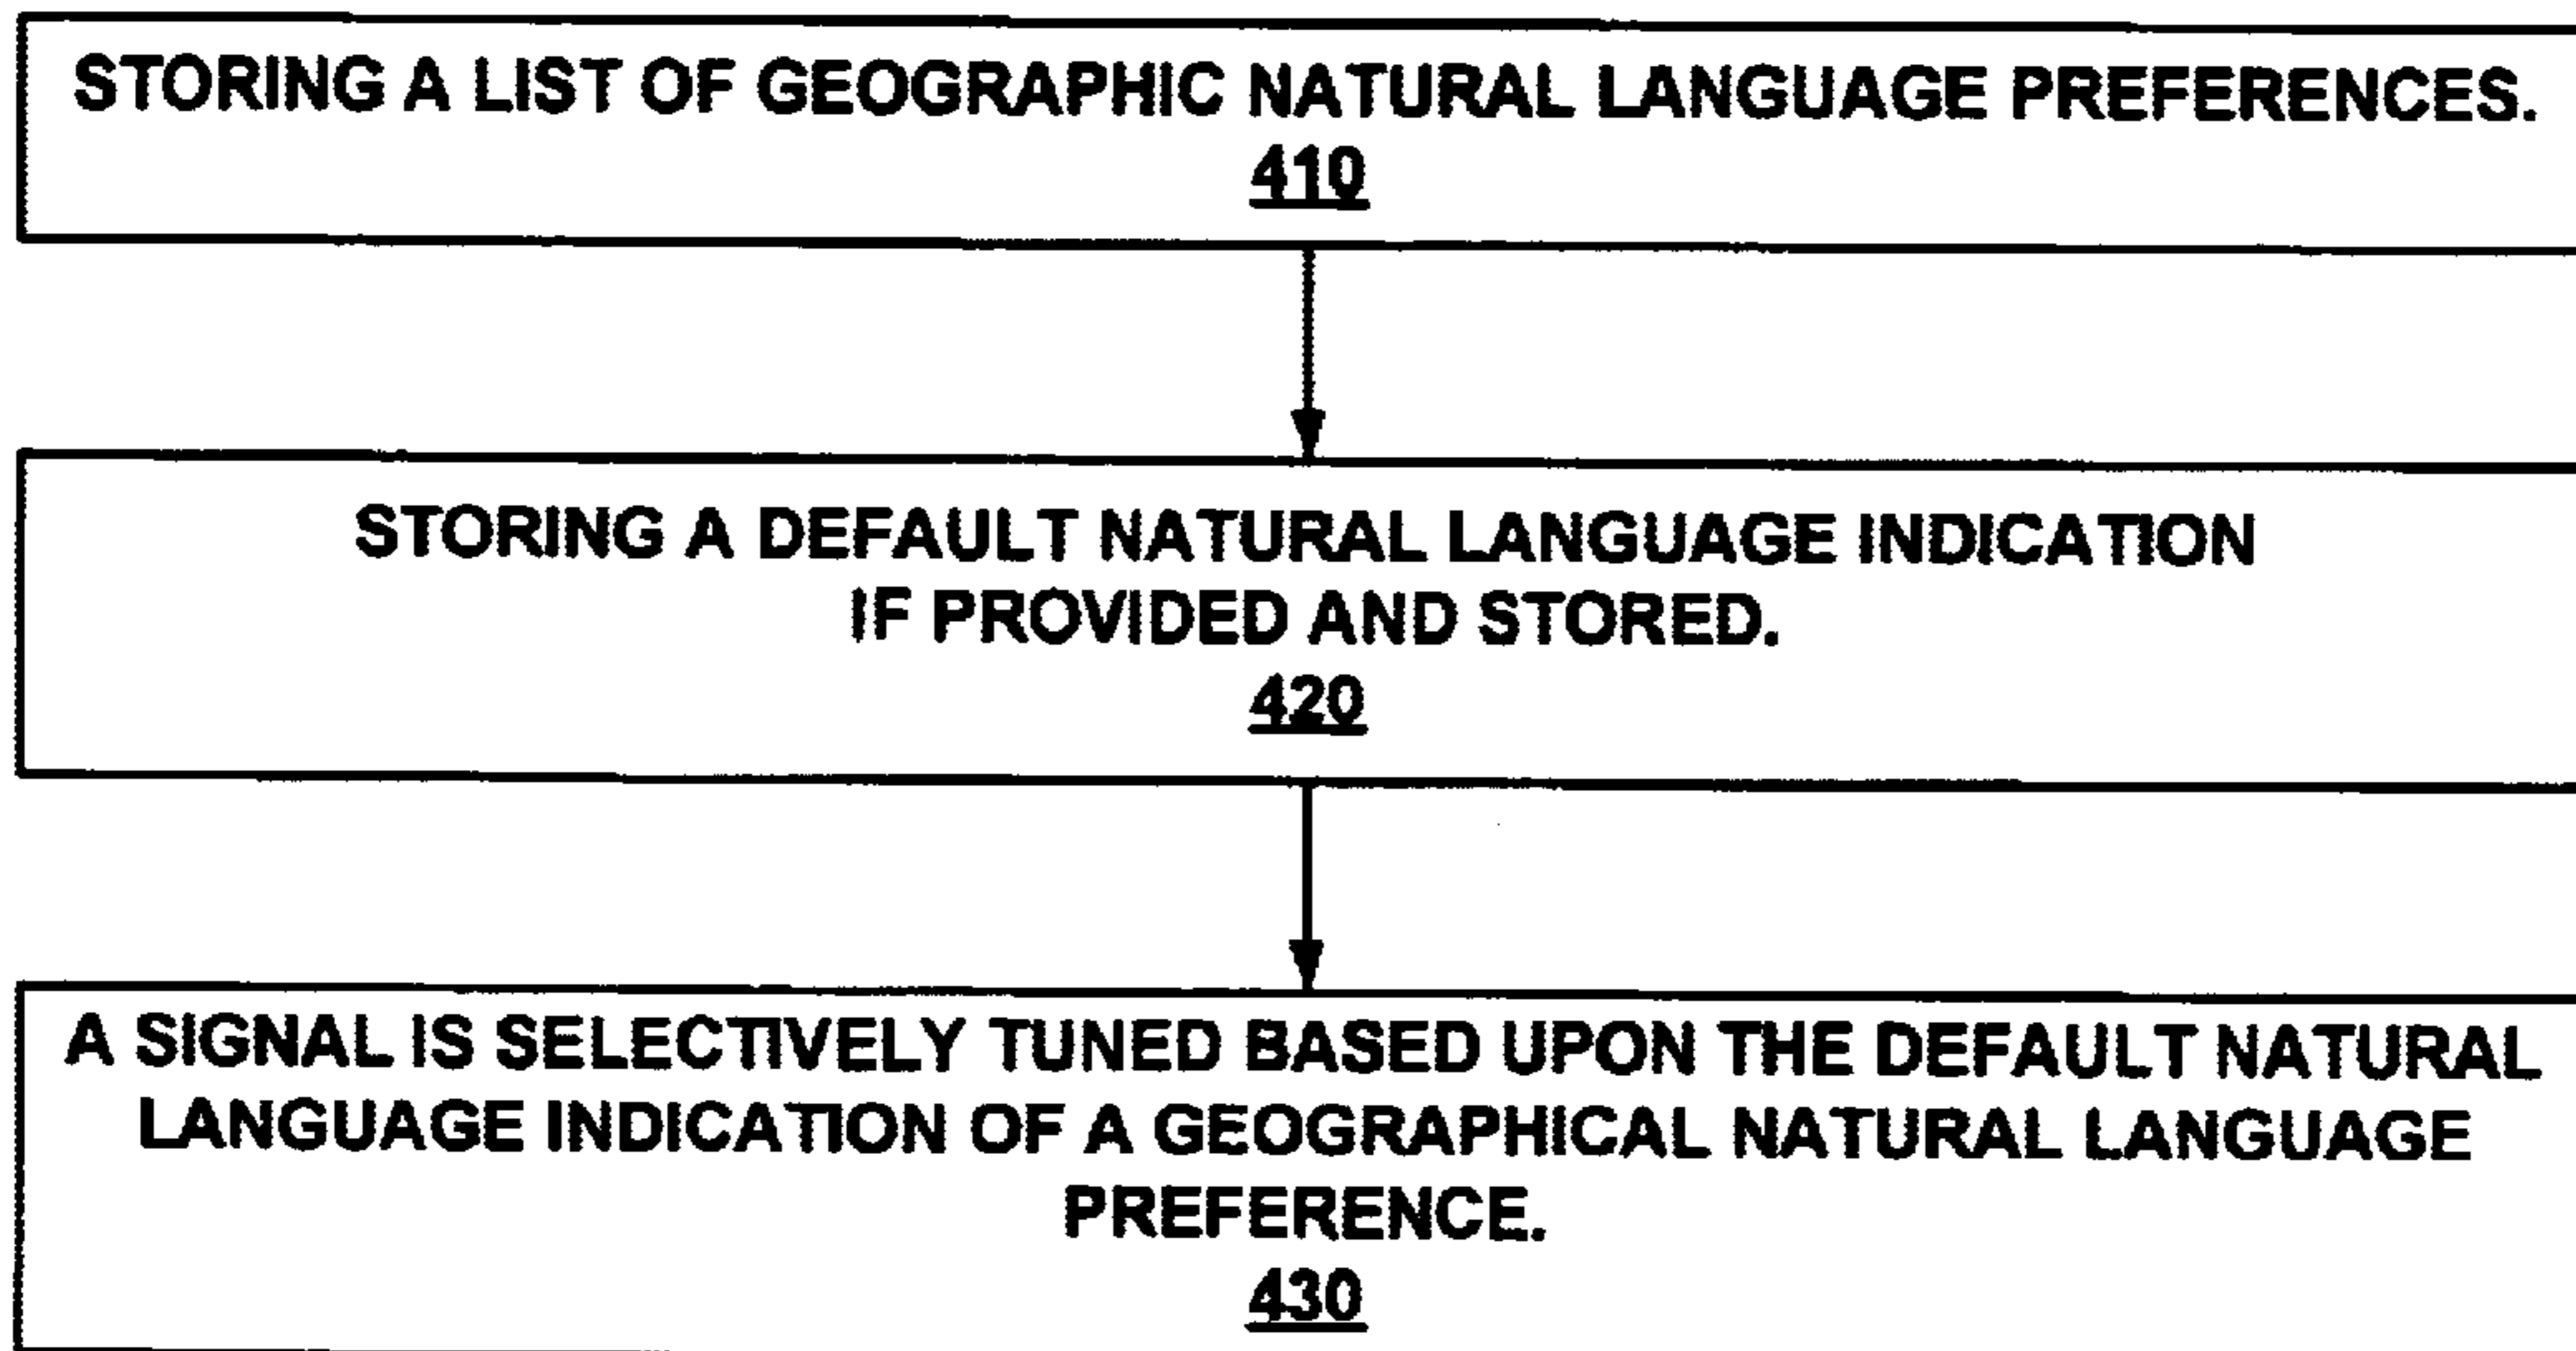 STORING A LIST OF GEOGRAPHIC NATURAL LANGUAGE PREFERENCES.
410
STORING A DEFAULT NATURAL LANGUAGE INDICATION
IF PROVIDED AND STORED.
420
A SIGNAL IS SELECTIVELY TUNED BASED UPON THE DEFAULT NATURAL
LANGUAGE INDICATION OF A GEOGRAPHICAL NATURAL LANGUAGE
PREFERENCE.
430